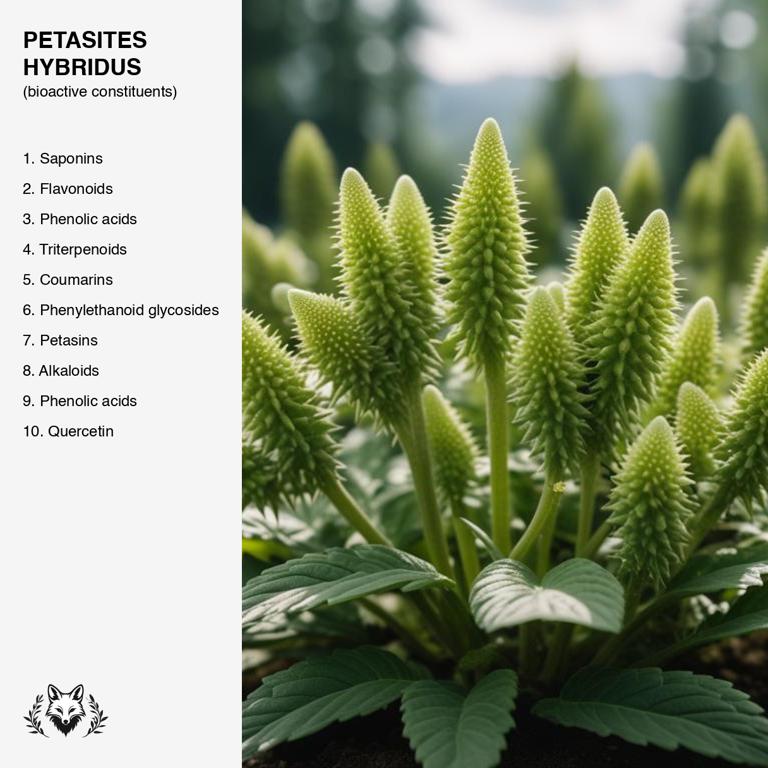 PETASITES
HYBRIDUS
(bioactive constituents)
1. Saponins
2. Flavonoids
3. Phenolic acids
4. Triterpenoids
5. Coumarins
6. Phenylethanoid glycosides
7. Petasins
8. Alkaloids
9. Phenolic acids
10. Quercetin